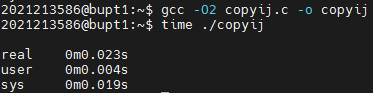 2021213586@bupt1:~$ gcc -O2 copyij.c -o copyij
2021213586@bupt1:~$ time ./copyij
real 0m0.023s
user 0m0.004s
sys 0m0.019s